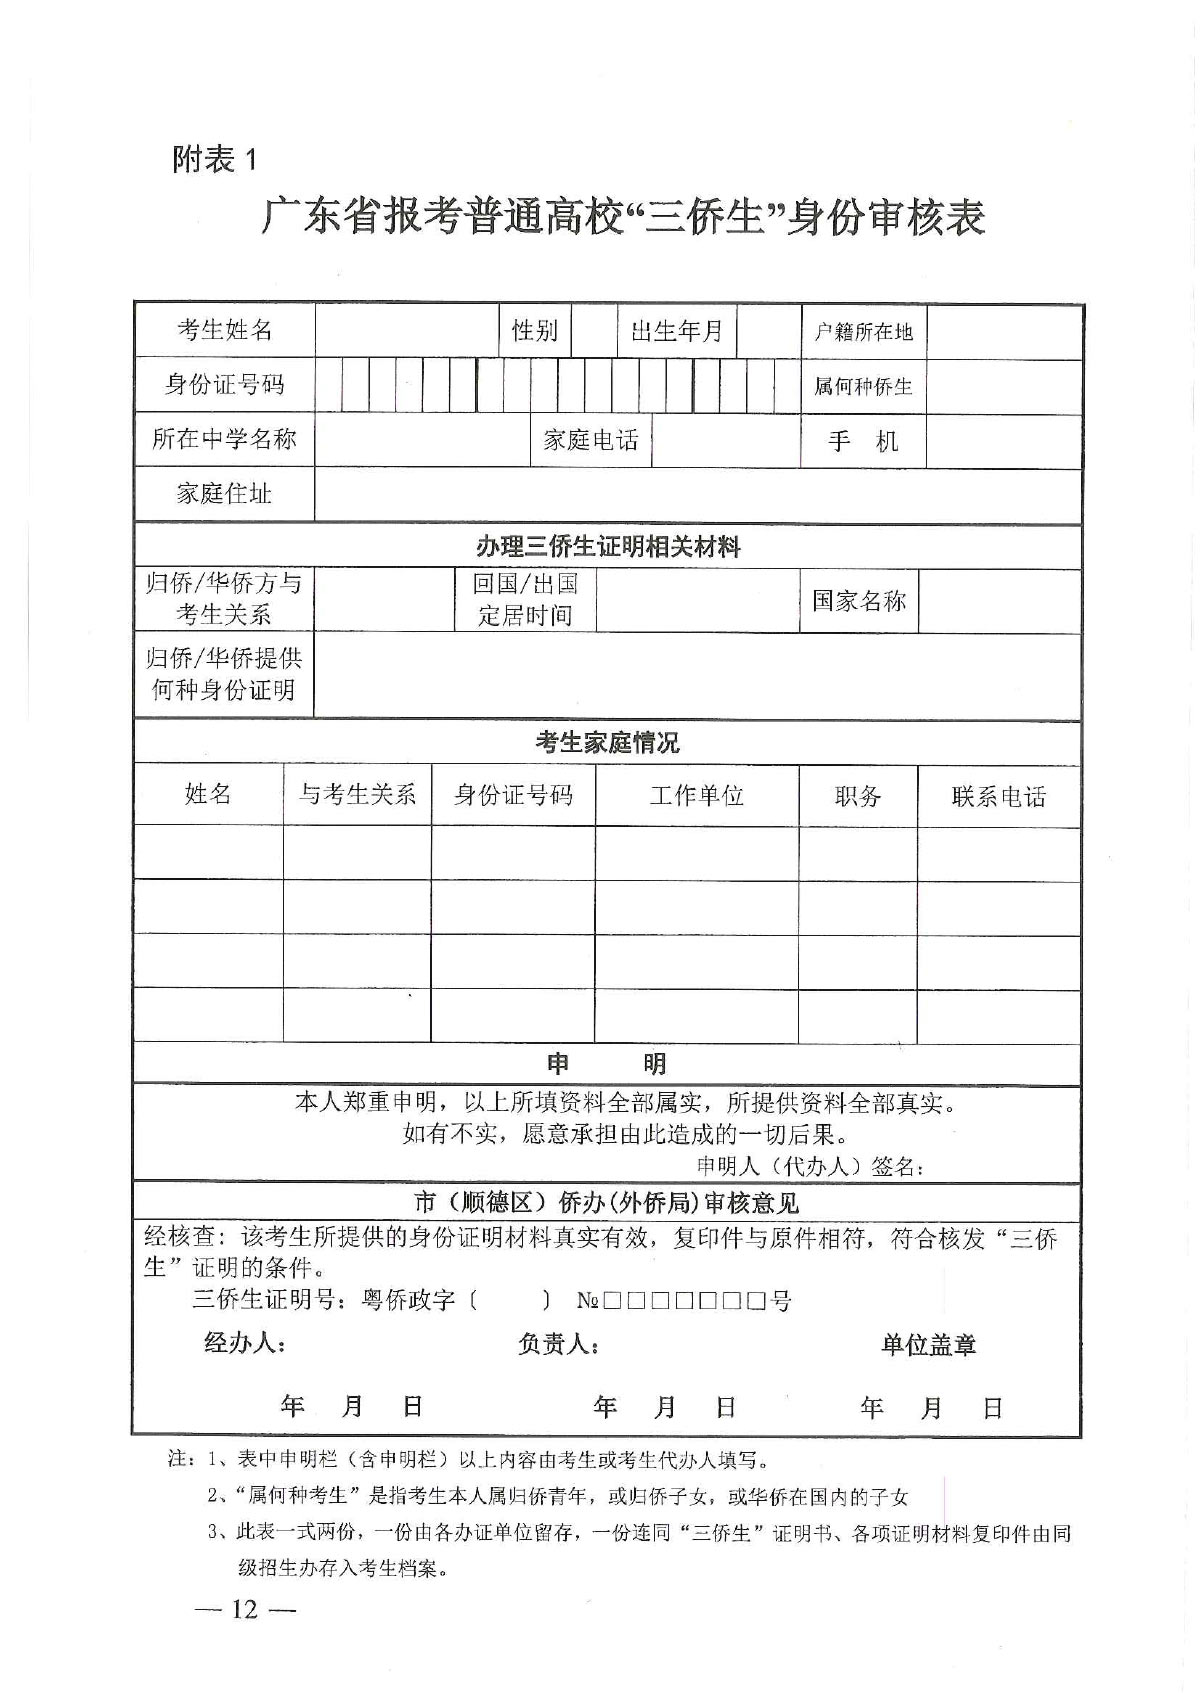 附表1
广东省报考普通高校“三侨生”身份审核表
考生姓名 性别 出生年月 户籍所在地
身份证号码 属何种侨生
所在中学名称 家庭电话 手 机
家庭住址
办理三侨生证明相关材料
归侨/华侨方与
考生关系
回国/出国
定居时间
国家名称
归侨/华侨提供
何种身份证明
考生家庭情况
姓名 与考生关系 身份证号码 工作单位 职务 联系电话
申 明
本人郑重申明，以上所填资料全部属实，所提供资料全部真实。
如有不实，愿意承担由此造成的一切后果。
申明人（代办人）签名：
市（顺德区）侨办(外侨局)审核意见
经核查：该考生所提供的身份证明材料真实有效，复印件与原件相符，符合核发“三侨
生”证明的条件。
三侨生证明号：粤侨政字〔 〕№□□□□□□□号
经办人： 负责人： 单位盖章
年 月 日 年 月 日 年 月 日
注：1、表中申明栏（含申明栏）以上内容由考生或考生代办人填写。
2、“属何种考生”是指考生本人属归侨青年，或归侨子女，或华侨在国内的子女
3、此表一式两份，一份由各办证单位留存，一份连同“三侨生”证明书、各项证明材料复印件由同
级招生办存入考生档案。
— 12 —